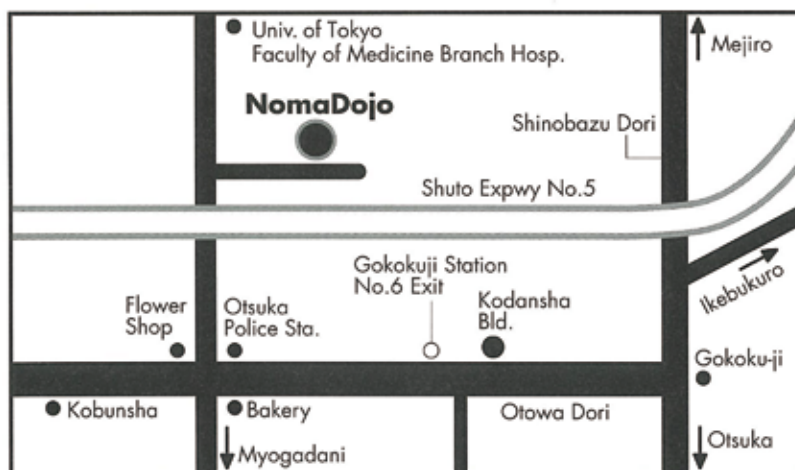 Univ. of Tokyo
Faculty of Medicine Branch Hosp.
Mejiro
NomaDojo
Shinobazu Dori
Shuto Expwy No.5
Gokokuji Station
No.6 Exit
Ikebukuro
Flower
Shop
Otsuka
Police Sta.
Kodansha
Bld.
Gokoku-ji
Kobunsha
Bakery
Otowa Dori
Myogadani
Otsuka